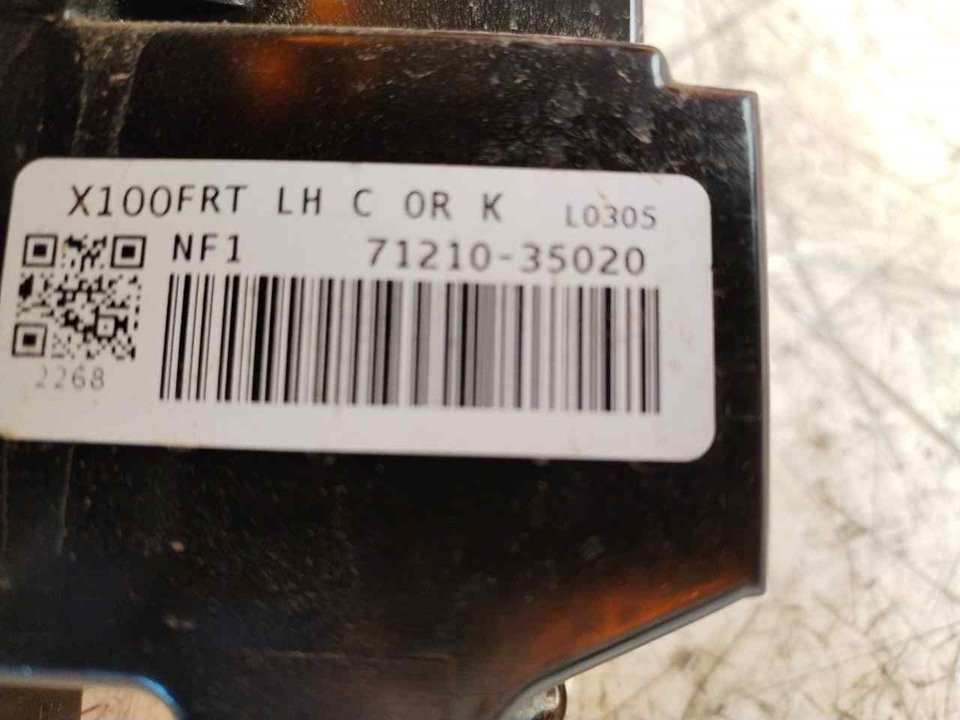 X100FRT LH C OR K L0305
NF1 71210-35020
2268